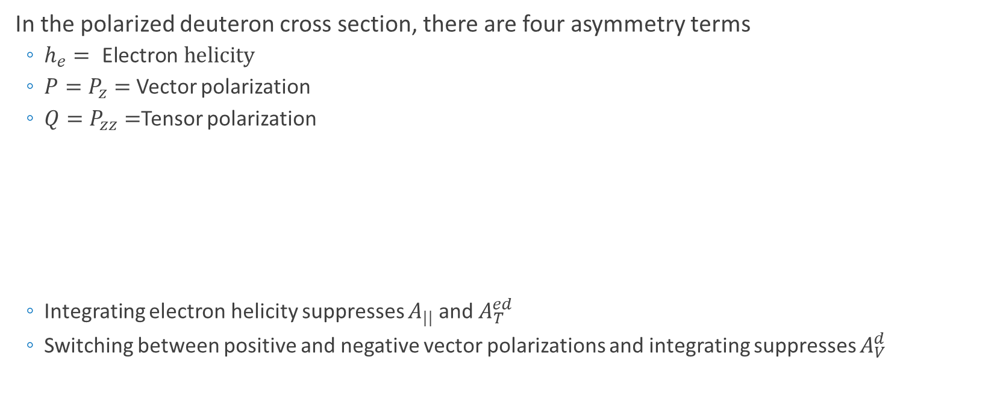 In the polarized deuteron cross section, there are four asymmetry terms
◦ $h_e =$ Electron helicity
◦ $P = P_z =$ Vector polarization
◦ $Q = P_{zz} =$Tensor polarization
◦ Integrating electron helicity suppresses $A_{||}$ and $A_T^{ed}$
◦ Switching between positive and negative vector polarizations and integrating suppresses $A_V^d$